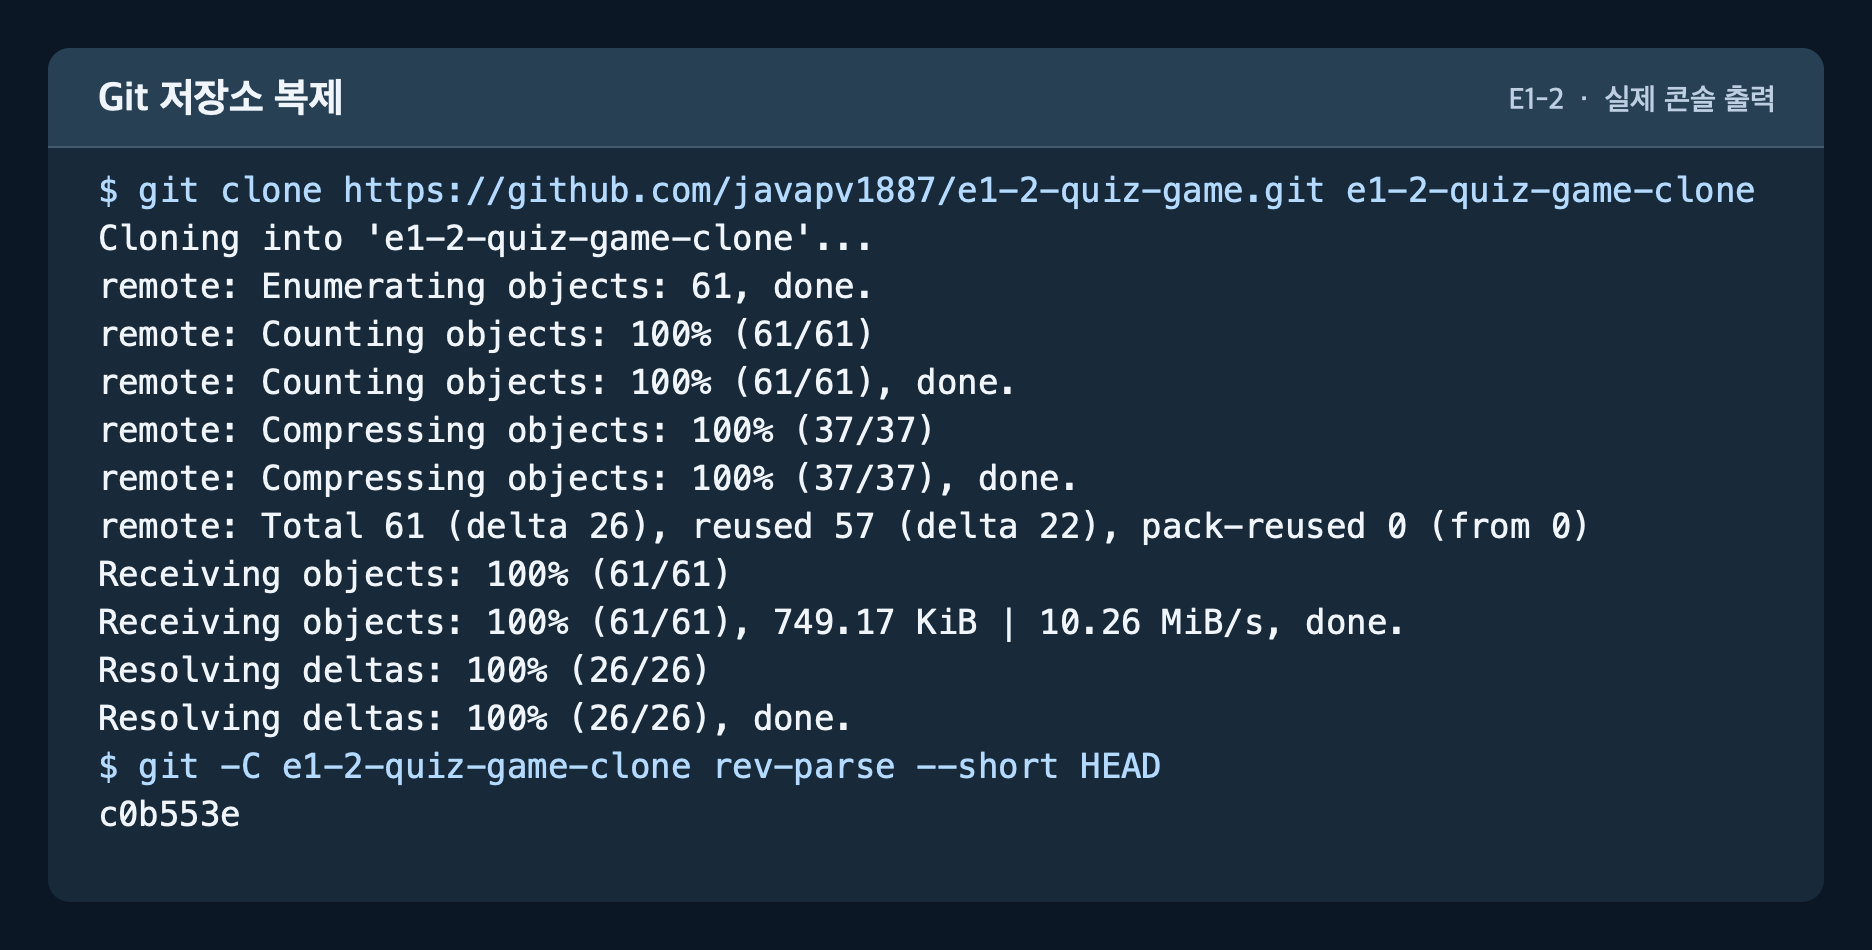 Git 저장소 복제
E1-2 · 실제 콘솔 출력
$ git clone https://github.com/javapv1887/e1-2-quiz-game.git e1-2-quiz-game-clone
Cloning into 'e1-2-quiz-game-clone'...
remote: Enumerating objects: 61, done.
remote: Counting objects: 100% (61/61)
remote: Counting objects: 100% (61/61), done.
remote: Compressing objects: 100% (37/37)
remote: Compressing objects: 100% (37/37), done.
remote: Total 61 (delta 26), reused 57 (delta 22), pack-reused 0 (from 0)
Receiving objects: 100% (61/61)
Receiving objects: 100% (61/61), 749.17 KiB | 10.26 MiB/s, done.
Resolving deltas: 100% (26/26)
Resolving deltas: 100% (26/26), done.
$ git -C e1-2-quiz-game-clone rev-parse --short HEAD
c0b553e